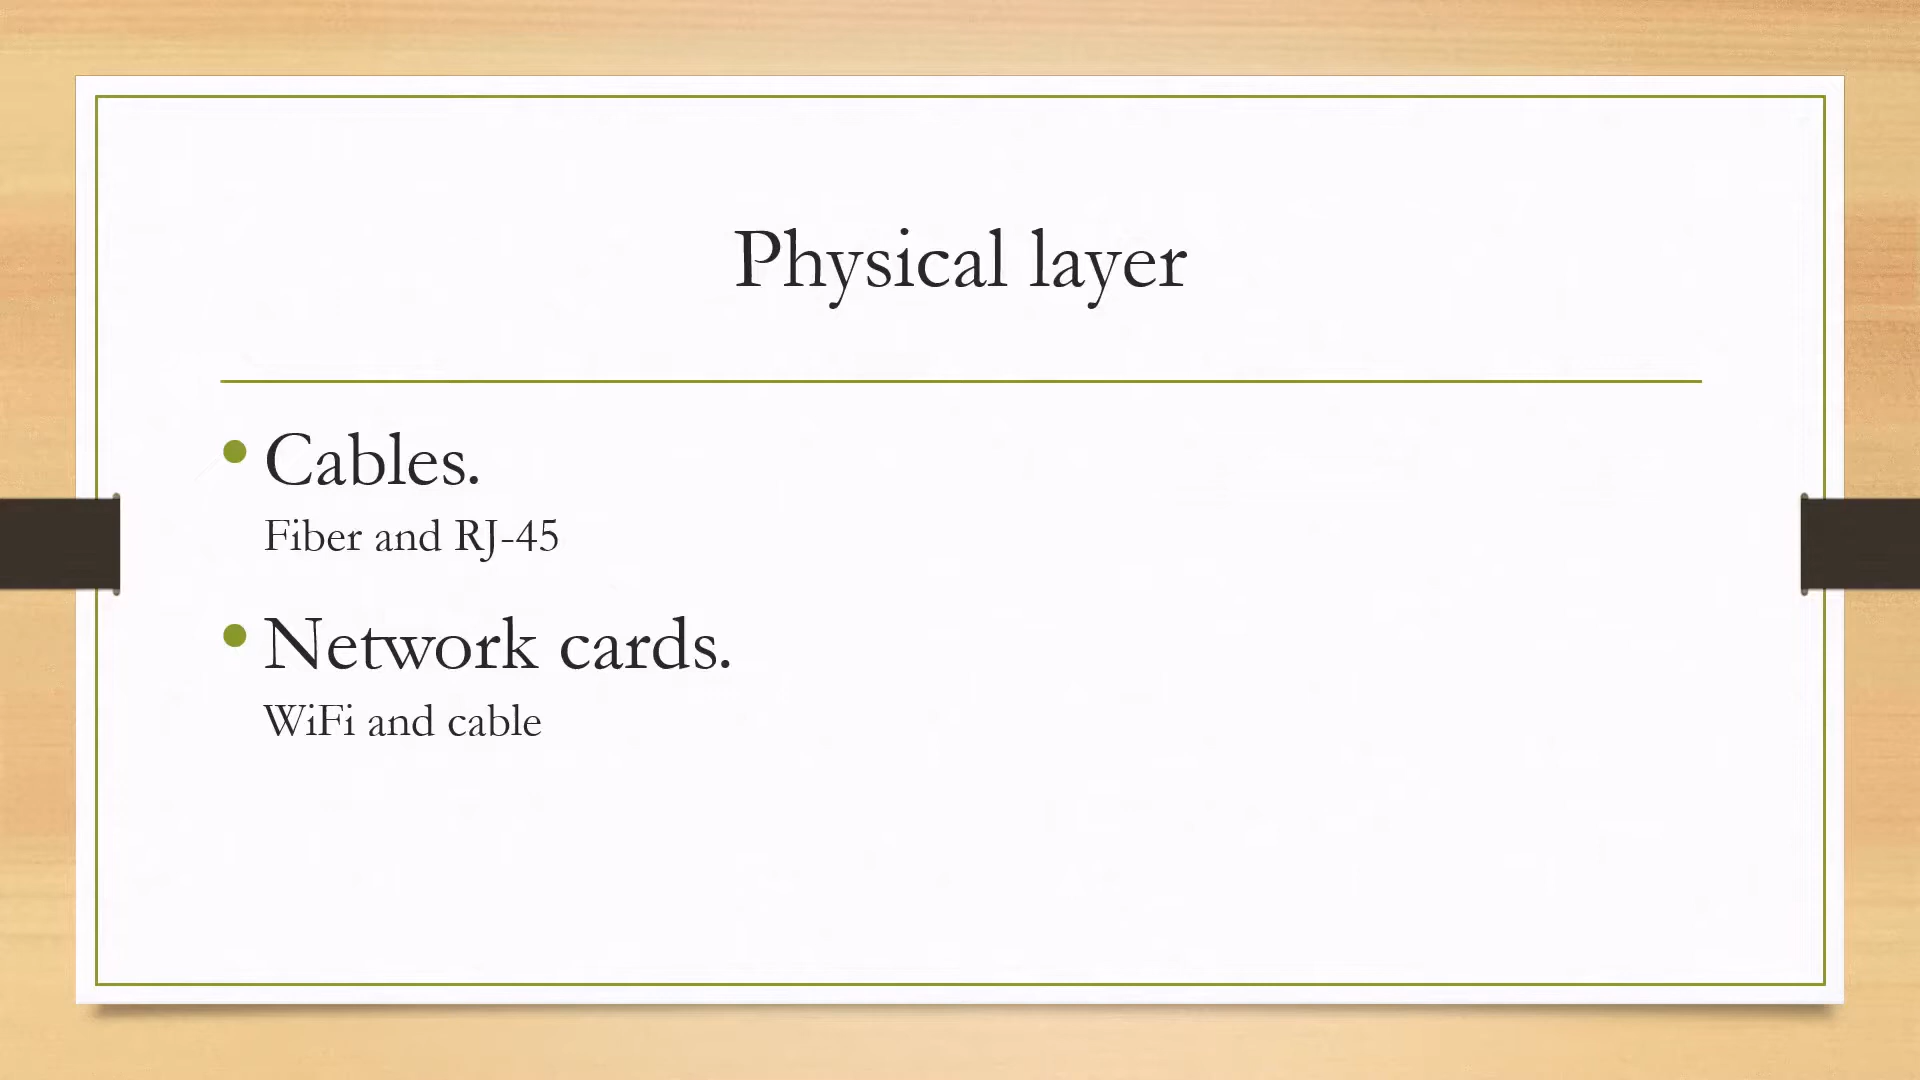 Physical layer
• Cables.
Fiber and RJ-45
• Network cards.
WiFi and cable